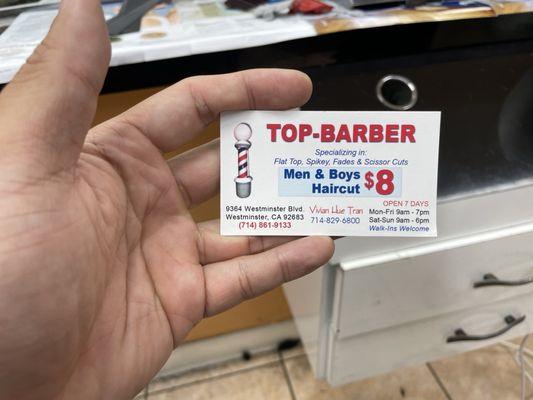 TOP-BARBER
Specializing in:
Flat Top, Spikey, Fades & Scissor Cuts
Men & Boys
Haircut $8
9364 Westminster Blvd.
Westminster, CA 92683
(714) 861-9133
Vivian Hue Tran
714-829-6800
OPEN 7 DAYS
Mon-Fri 9am - 7pm
Sat-Sun 9am - 6pm
Walk-Ins Welcome